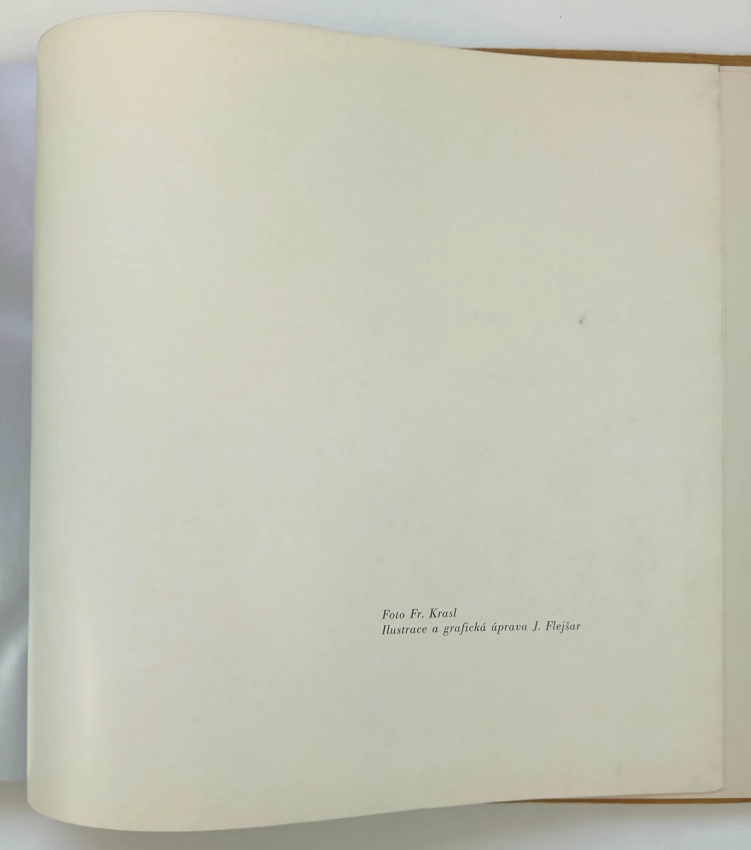 Foto Fr. Krasl
Ilustrace a grafická úprava J. Flejšar